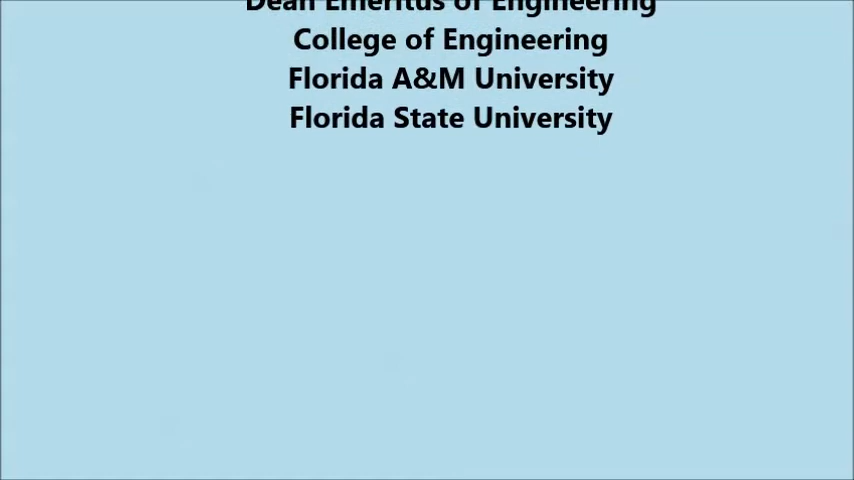 Dean Emeritus of Engineering
College of Engineering
Florida A&M University
Florida State University